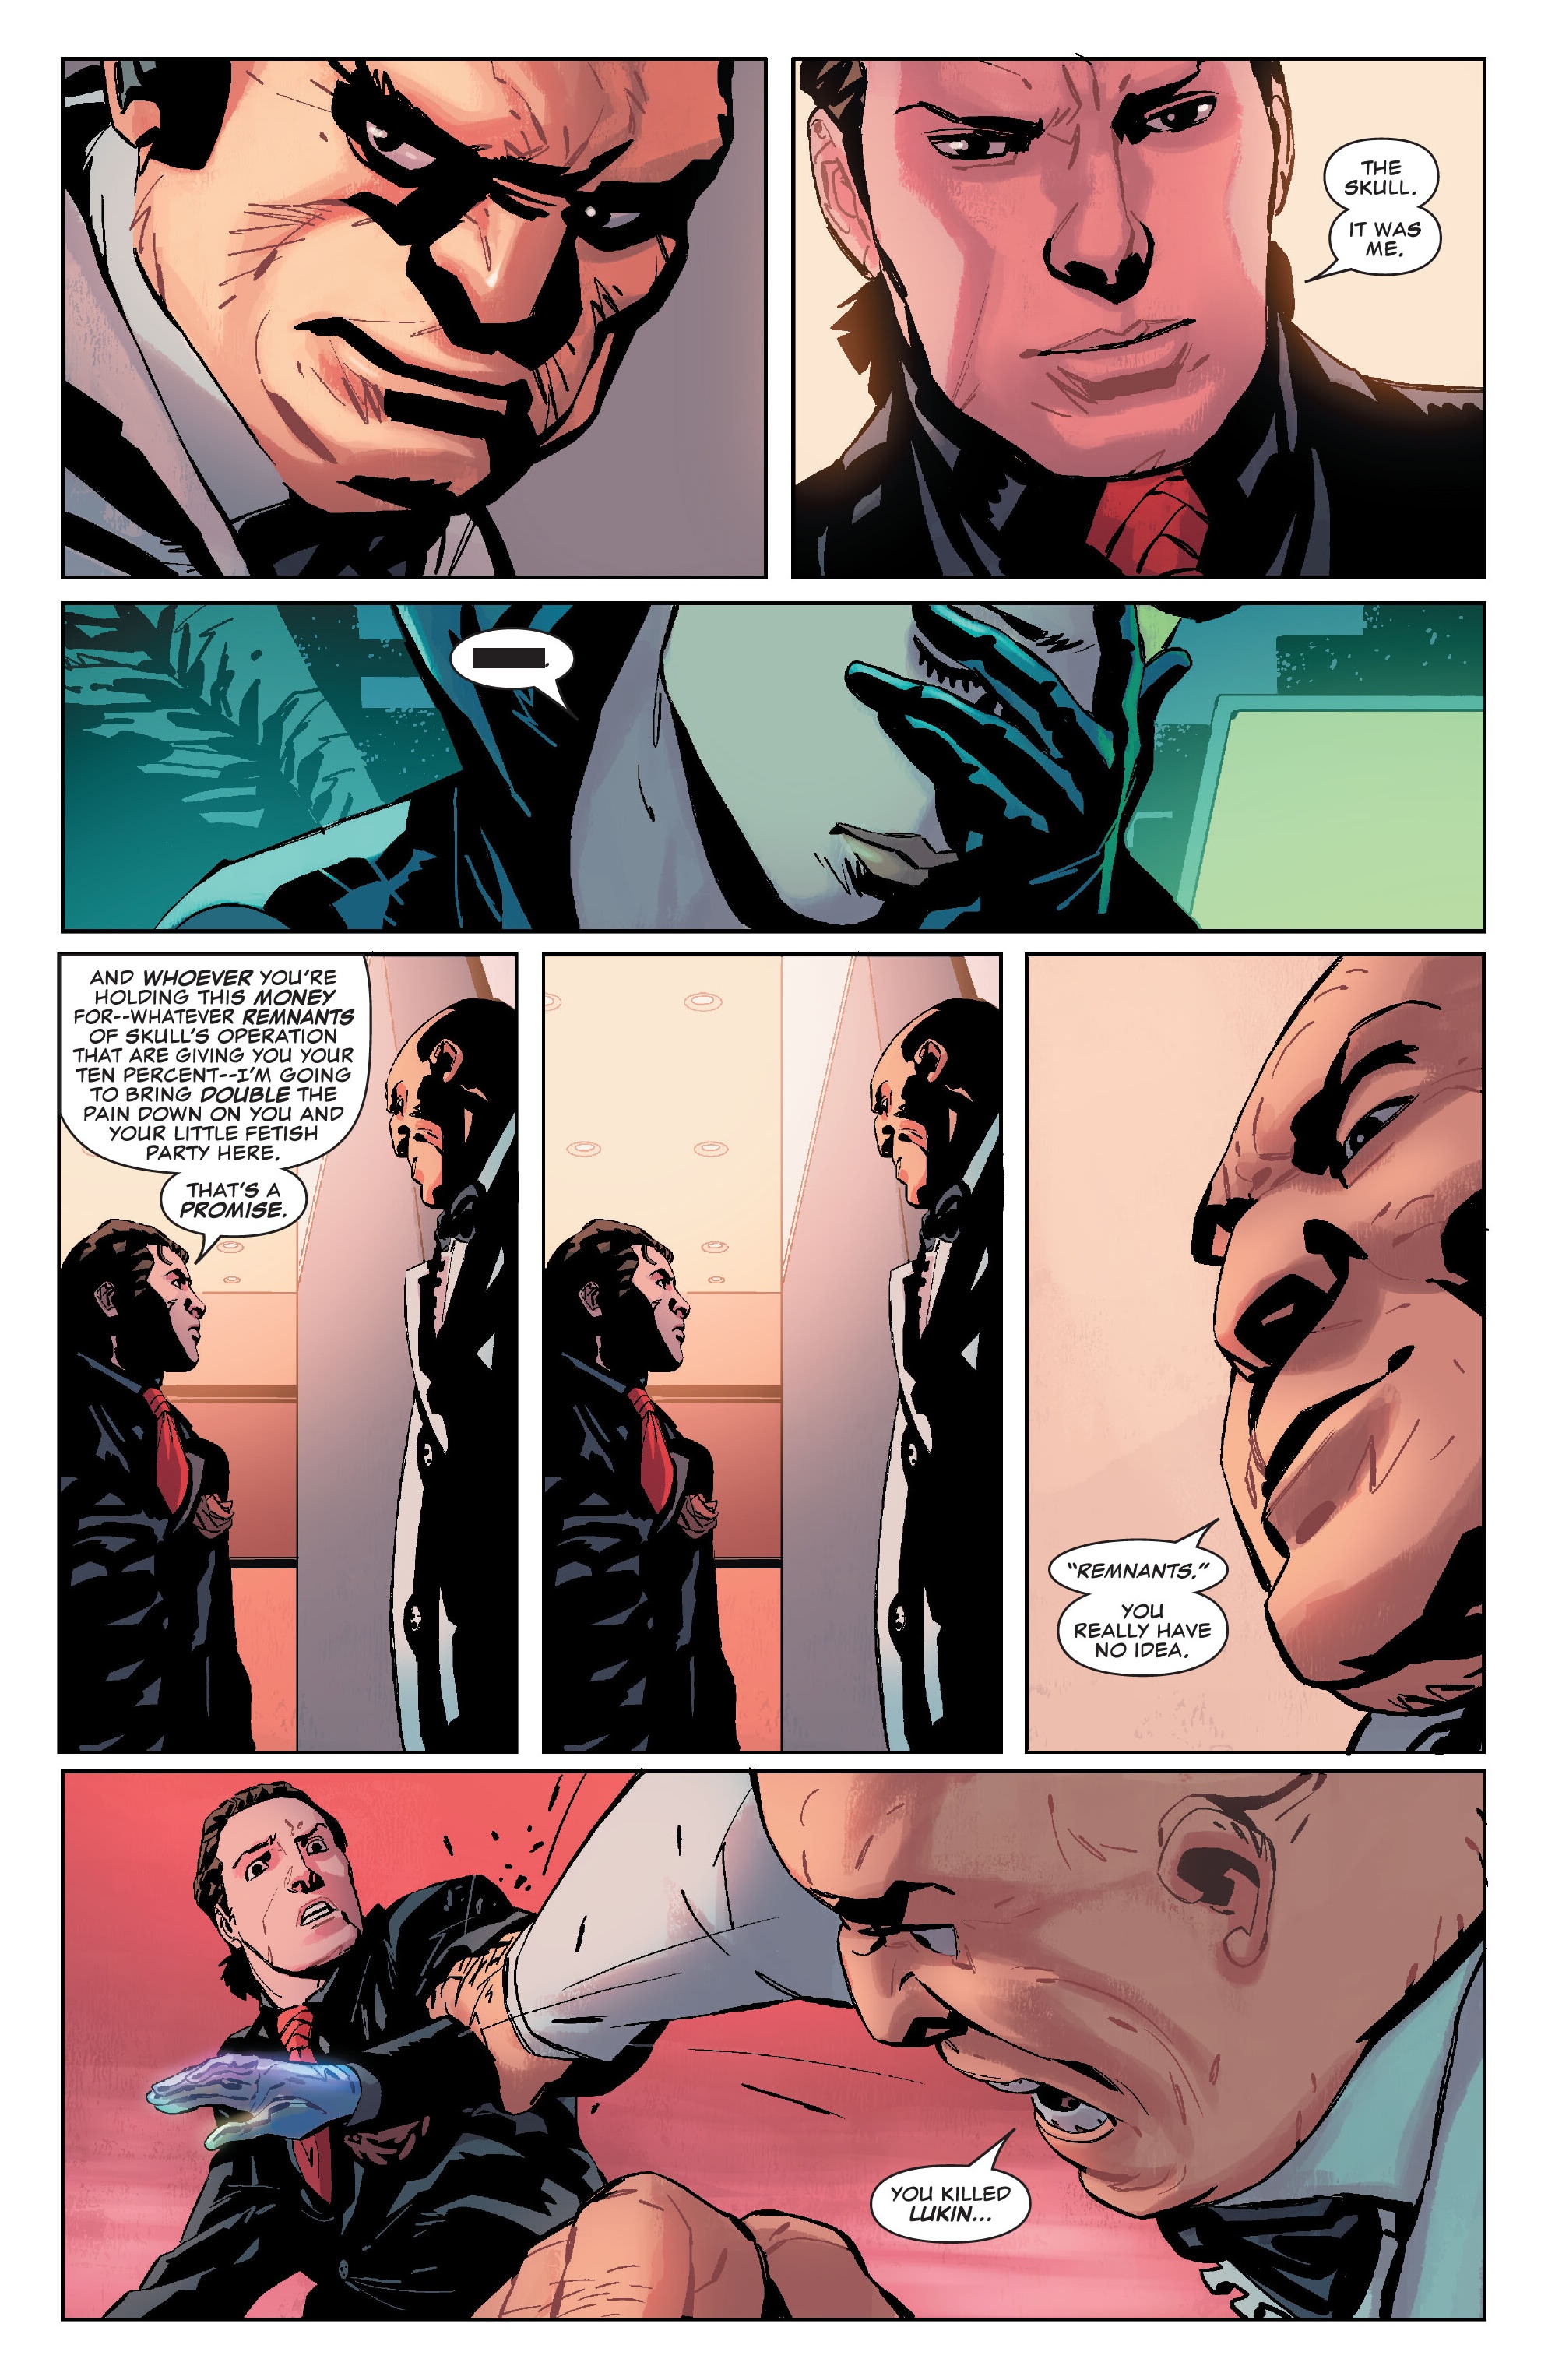 THE
SKULL.
IT WAS
ME.
.
AND WHOEVER YOU'RE
HOLDING THIS MONEY
FOR--WHATEVER REMNANTS
OF SKULL'S OPERATION
THAT ARE GIVING YOU YOUR
TEN PERCENT--I'M GOING
TO BRING DOUBLE THE
PAIN DOWN ON YOU AND
YOUR LITTLE FETISH
PARTY HERE.
THAT'S A
PROMISE.
"REMNANTS."
YOU
REALLY HAVE
NO IDEA.
YOU KILLED
LUKIN...